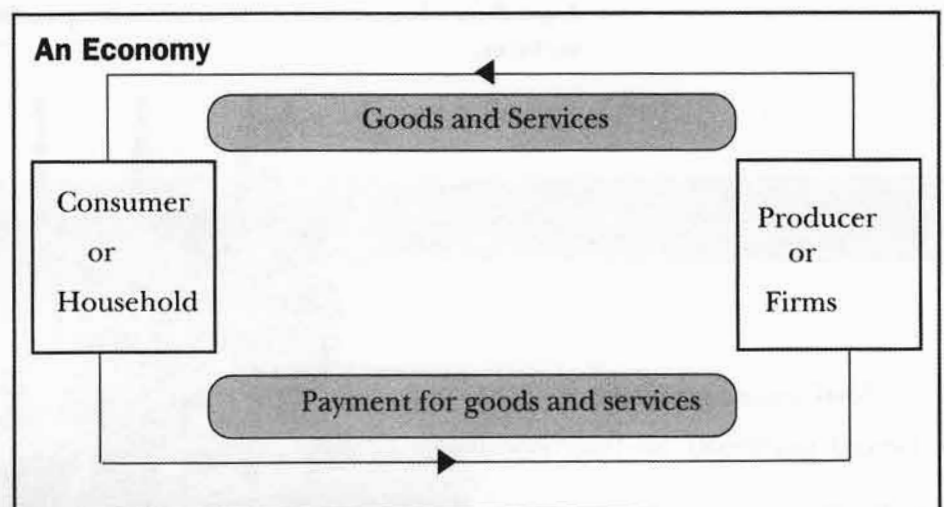 An Economy
Goods and Services
Consumer
or
Household
Producer
or
Firms
Payment for goods and services